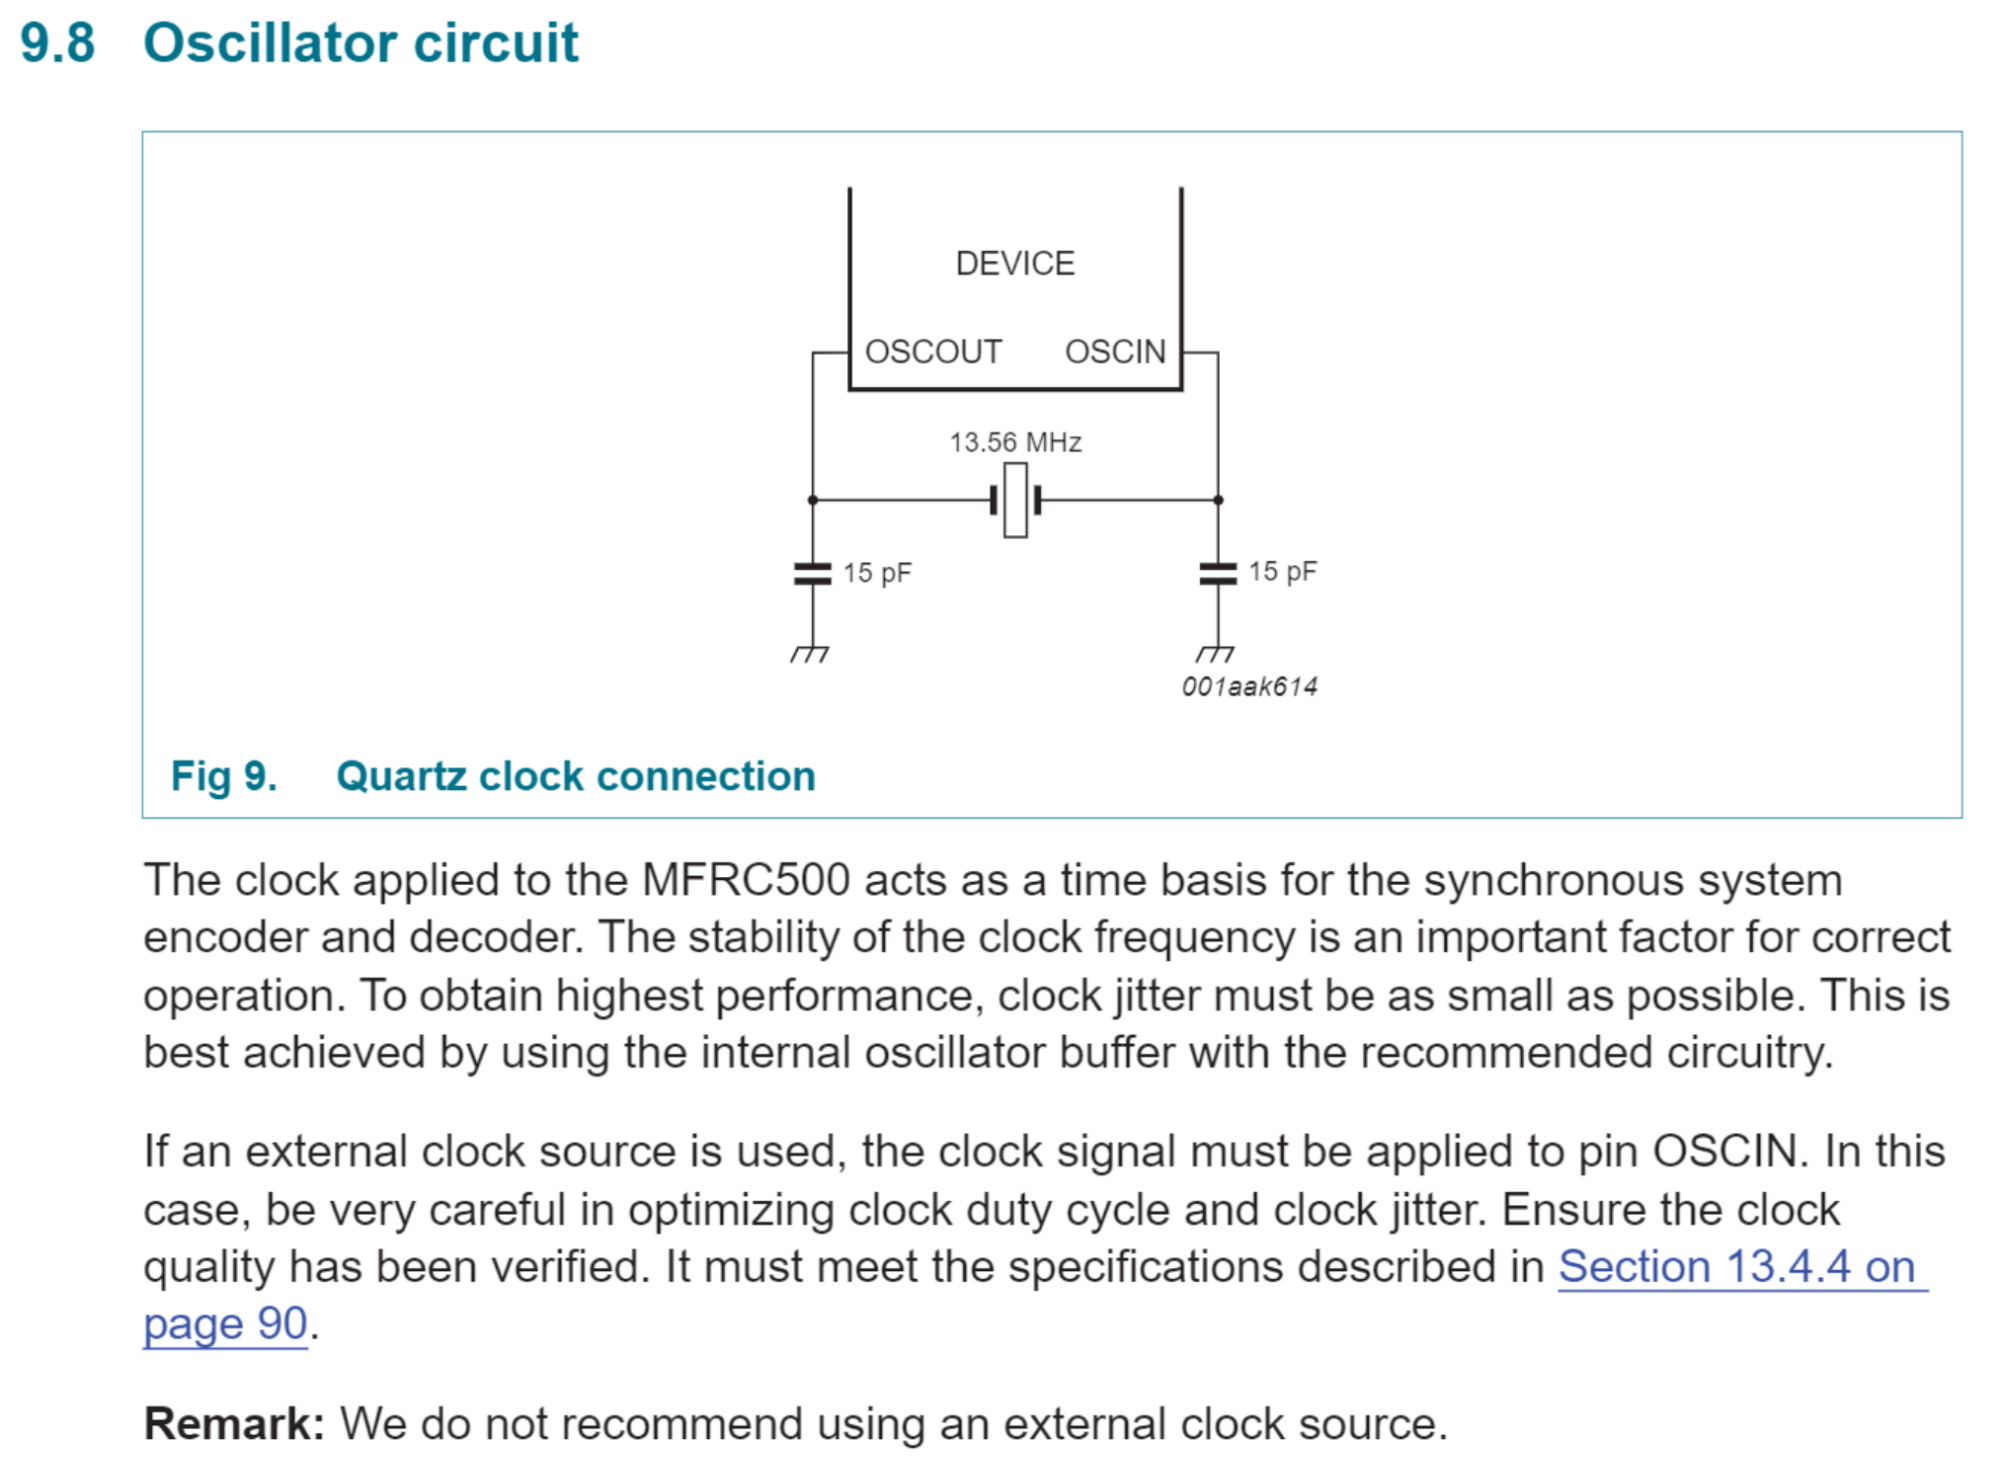 9.8 Oscillator circuit
DEVICE
OSCOUT OSCIN
13.56 MHz
15 pF 15 pF
001aak614
Fig 9. Quartz clock connection
The clock applied to the MFRC500 acts as a time basis for the synchronous system
encoder and decoder. The stability of the clock frequency is an important factor for correct
operation. To obtain highest performance, clock jitter must be as small as possible. This is
best achieved by using the internal oscillator buffer with the recommended circuitry.
If an external clock source is used, the clock signal must be applied to pin OSCIN. In this
case, be very careful in optimizing clock duty cycle and clock jitter. Ensure the clock
quality has been verified. It must meet the specifications described in Section 13.4.4 on
page 90.
Remark: We do not recommend using an external clock source.